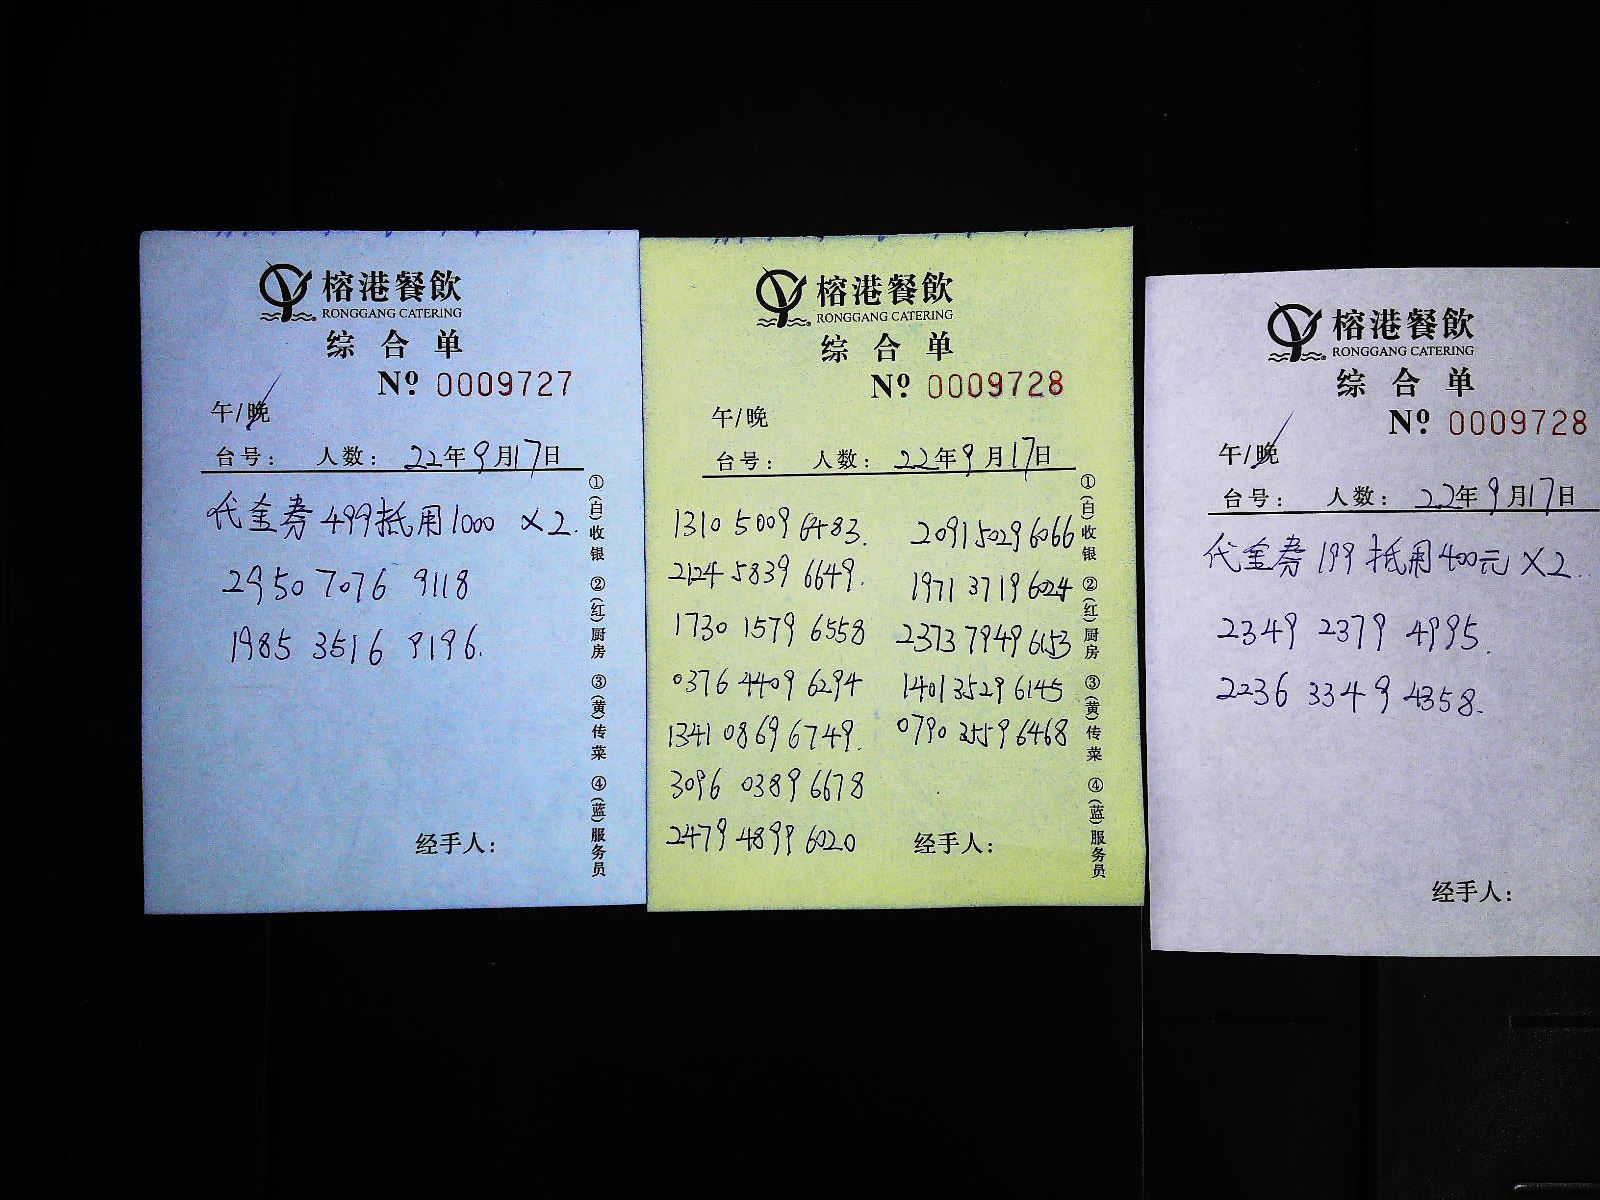 榕港餐飲
RONGGANG CATERING
综合单
Nº 0009727
午/晚
台号： 人数： 22年9月17日
代金券499抵用1000 ×2.
2950 7076 9118
1985 3516 9196.
经手人：
①(白)收银 ②(红)厨房 ③(黄)传菜 ④(蓝)服务员
榕港餐飲
RONGGANG CATERING
综合单
Nº 0009728
午/晚
台号： 人数： 22年9月17日
1310 5009 6483. 2091 5029 6066
2124 5839 6649. 1971 3719 6024
1730 1579 6558 2373 7949 6153
0376 4409 6294 1401 3529 6145
1341 0869 6749. 0790 3559 6468
3096 0389 6678
2479 4899 6020
经手人：
①(白)收银 ②(红)厨房 ③(黄)传菜 ④(蓝)服务员
榕港餐飲
RONGGANG CATERING
综合单
Nº 0009728
午/晚
台号： 人数： 22年9月17日
代金券199抵用400元 ×2.
2349 2379 4995.
2236 3349 4358.
经手人：